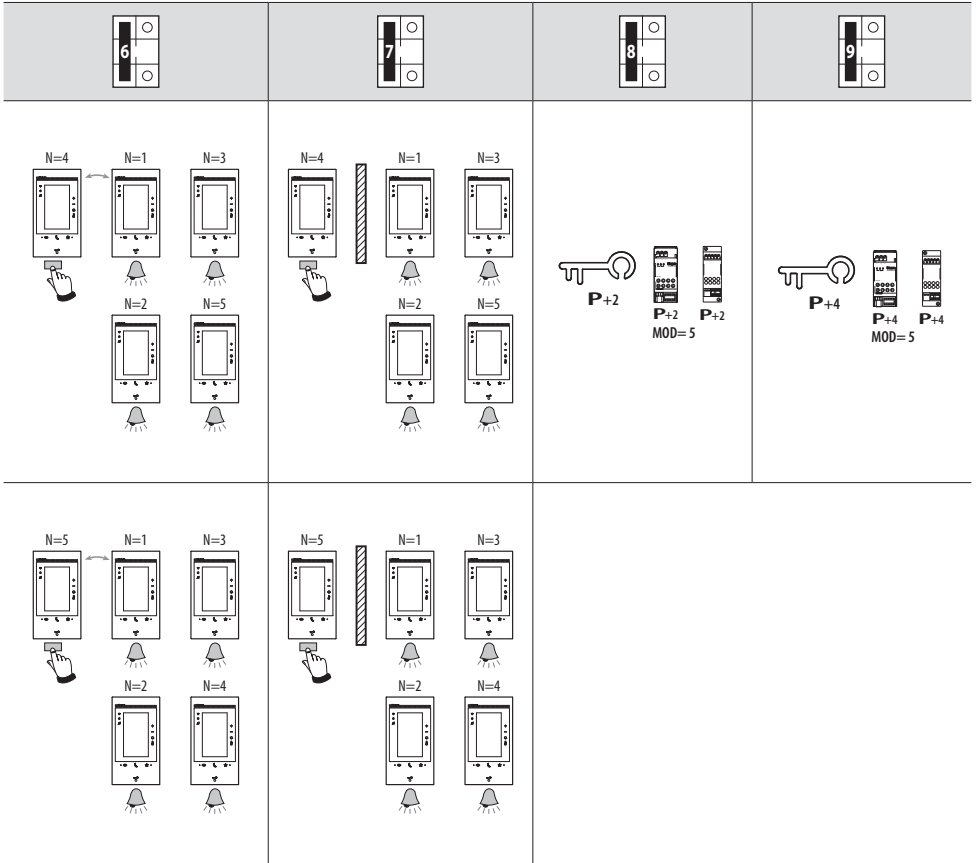 6
7
8
9
N=4 N=1 N=3
N=2 N=5
N=4 N=1 N=3
N=2 N=5
P+2
P+2 P+2
MOD= 5
P+4
P+4 P+4
MOD= 5
N=5 N=1 N=3
N=2 N=4
N=5 N=1 N=3
N=2 N=4